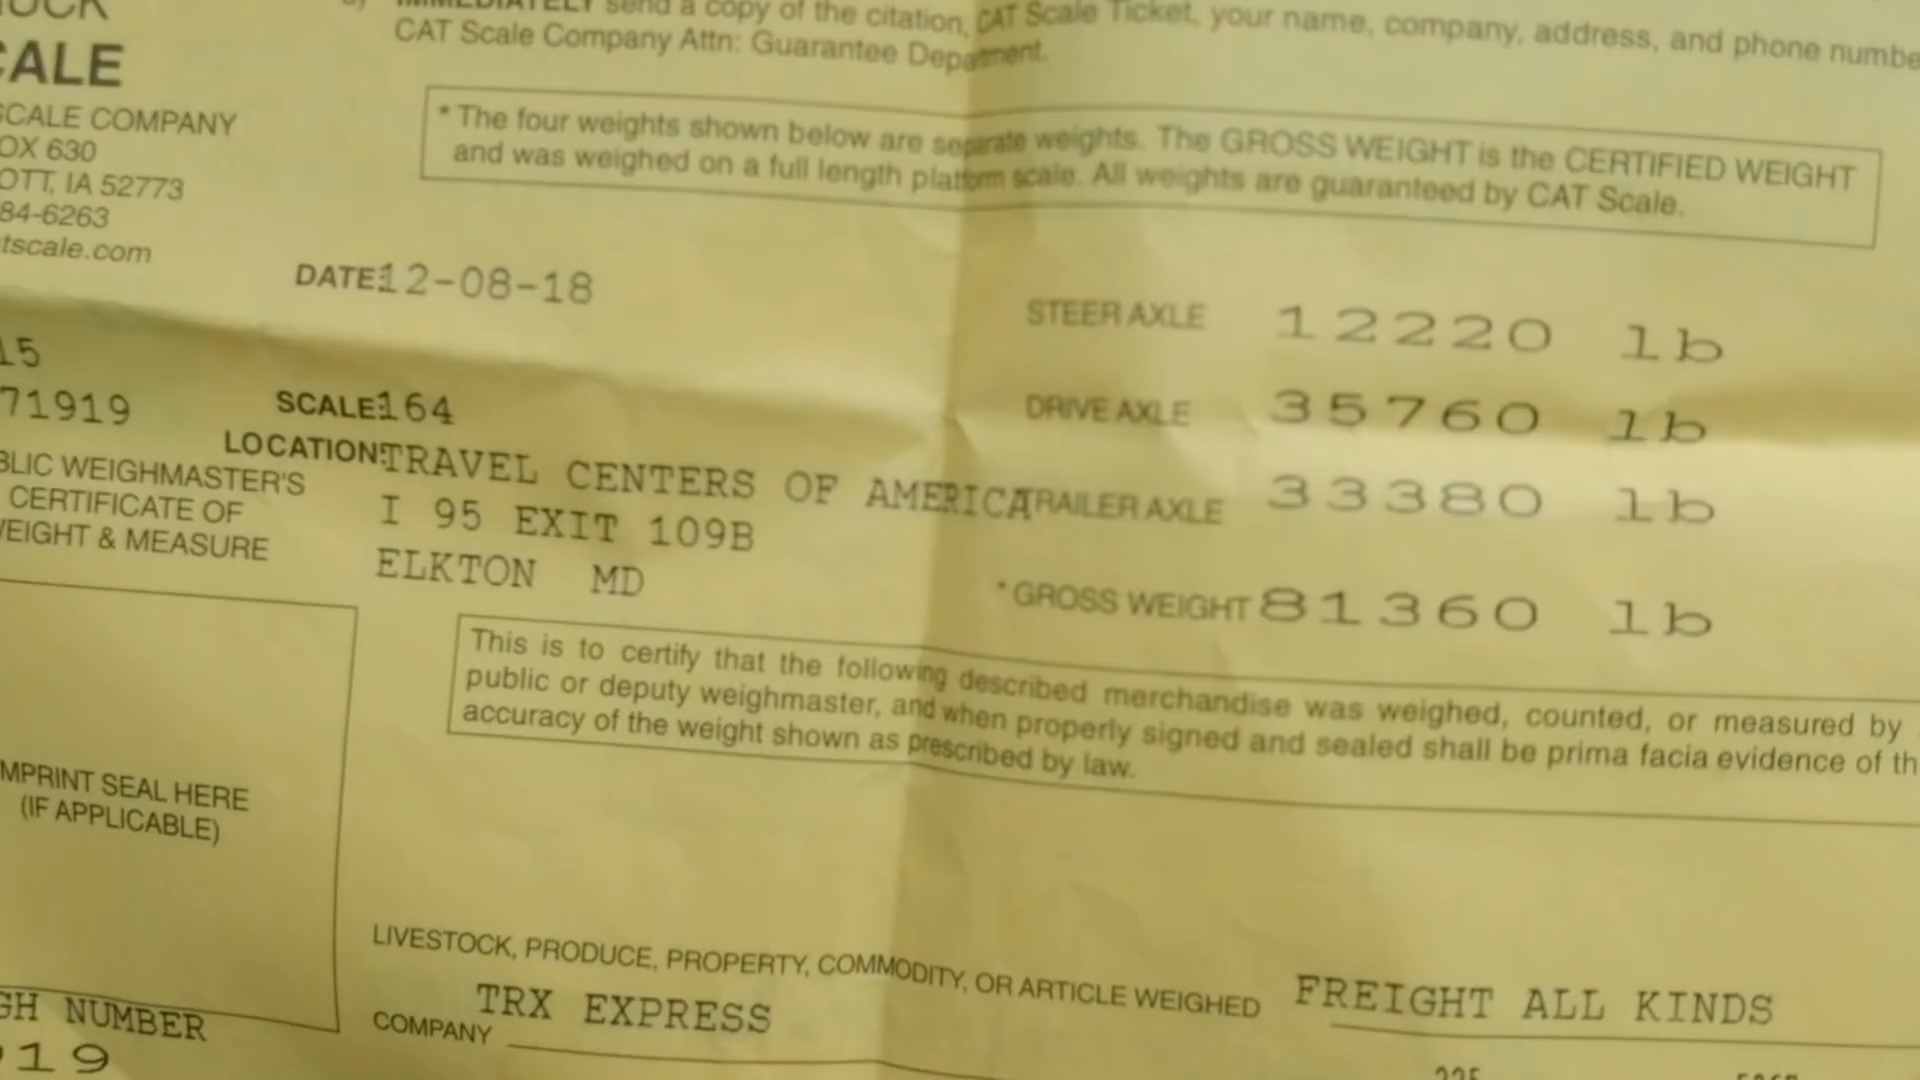 SCALE
IMMEDIATELY send a copy of the citation, CAT Scale Ticket, your name, company, address, and phone numbe
CAT Scale Company Attn: Guarantee Department.
SCALE COMPANY
OX 630
OTT, IA 52773
84-6263
tscale.com
* The four weights shown below are separate weights. The GROSS WEIGHT is the CERTIFIED WEIGHT
and was weighed on a full length platform scale. All weights are guaranteed by CAT Scale.
DATE: 12-08-18
STEER AXLE 12220 lb
15
71919
SCALE: 164
DRIVE AXLE 35760 lb
LOCATION: TRAVEL CENTERS OF AMERICA
TRAILER AXLE 33380 lb
I 95 EXIT 109B
ELKTON MD
* GROSS WEIGHT 81360 lb
BLIC WEIGHMASTER'S
CERTIFICATE OF
WEIGHT & MEASURE
This is to certify that the following described merchandise was weighed, counted, or measured by
public or deputy weighmaster, and when properly signed and sealed shall be prima facia evidence of th
accuracy of the weight shown as prescribed by law.
IMPRINT SEAL HERE
(IF APPLICABLE)
LIVESTOCK, PRODUCE, PROPERTY, COMMODITY, OR ARTICLE WEIGHED FREIGHT ALL KINDS
COMPANY TRX EXPRESS
GH NUMBER
919